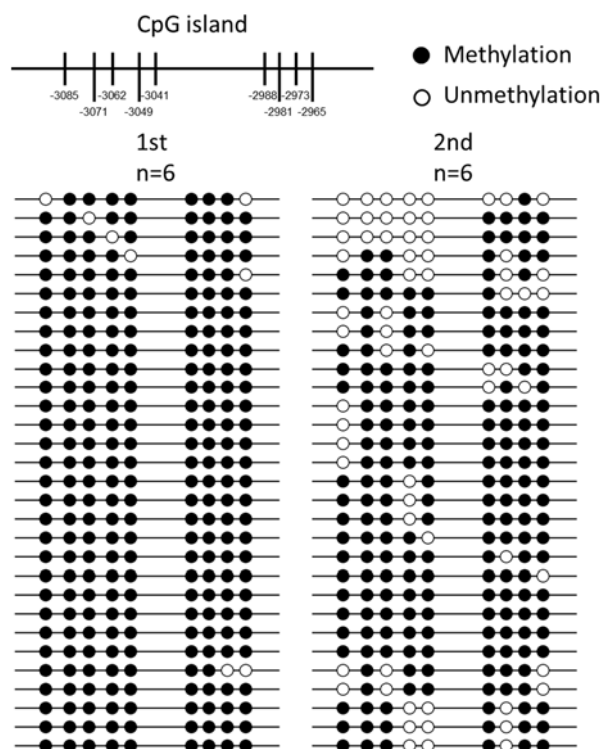 CpG island
Methylation
Unmethylation
-3085 -3062 -3041 -2988 -2973
-3071 -3049 -2981 -2965
1st 2nd
n=6 n=6